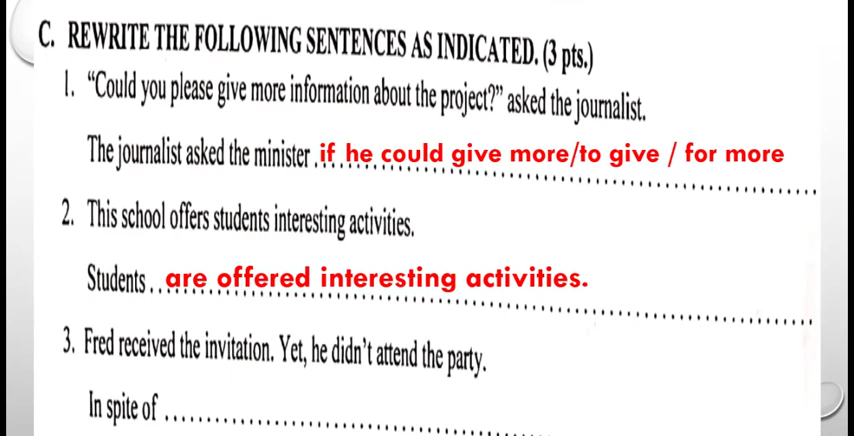 C. REWRITE THE FOLLOWING SENTENCES AS INDICATED. (3 pts.)
1. “Could you please give more information about the project?” asked the journalist.
The journalist asked the minister .if he could give more/to give / for more
2. This school offers students interesting activities.
Students ..are offered interesting activities.
3. Fred received the invitation. Yet, he didn’t attend the party.
In spite of ........................................